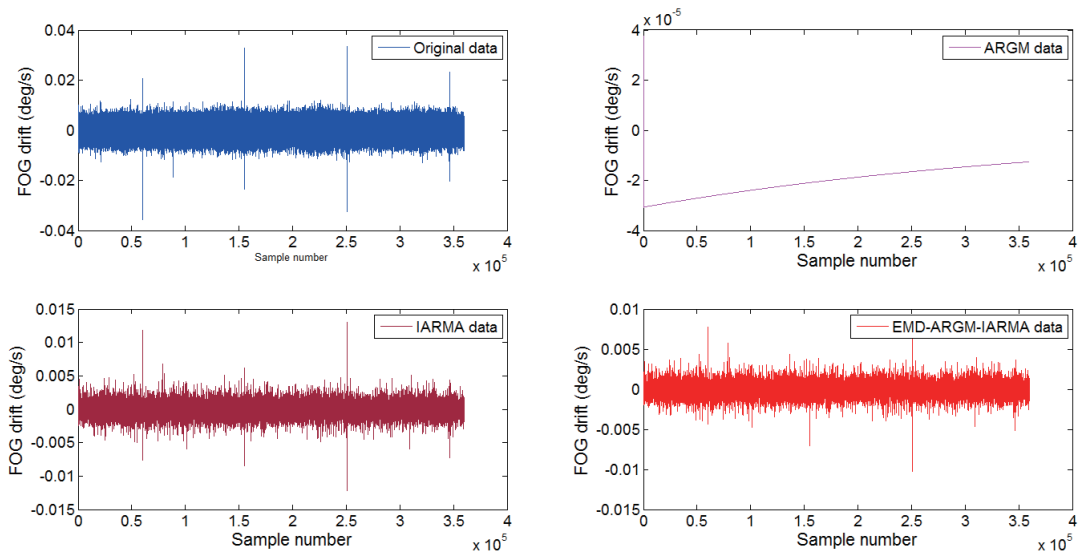 0.04
0.02
0
-0.02
-0.04
FOG drift (deg/s)
Original data
0 0.5 1 1.5 2 2.5 3 3.5 4
Sample number
x 10^5
x 10^-5
4
2
0
-2
-4
FOG drift (deg/s)
ARGM data
0 0.5 1 1.5 2 2.5 3 3.5 4
Sample number
x 10^5
0.015
0.01
0.005
0
-0.005
-0.01
-0.015
FOG drift (deg/s)
IARMA data
0 0.5 1 1.5 2 2.5 3 3.5 4
Sample number
x 10^5
0.01
0.005
0
-0.005
-0.01
-0.015
FOG drift (deg/s)
EMD-ARGM-IARMA data
0 0.5 1 1.5 2 2.5 3 3.5 4
Sample number
x 10^5